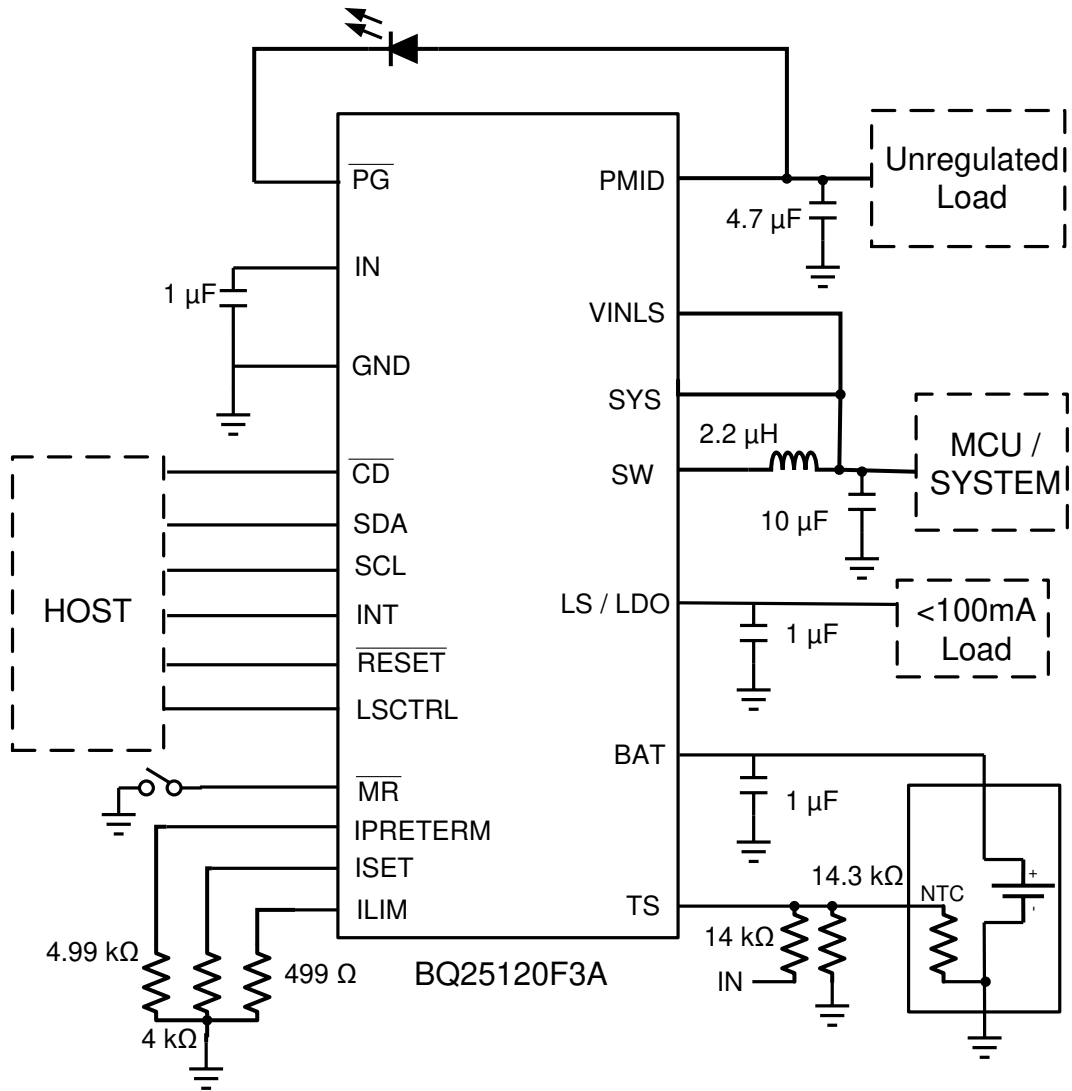 PG
PMID
Unregulated
Load
4.7 µF
IN
1 µF
VINLS
GND
SYS
2.2 µH
MCU /
SYSTEM
CD
SW
10 µF
SDA
SCL
HOST
INT
LS / LDO
<100mA
Load
1 µF
RESET
LSCTRL
BAT
MR
1 µF
IPRETERM
ISET
14.3 kΩ
NTC
+
-
ILIM
TS
4.99 kΩ
499 Ω
14 kΩ
BQ25120F3A
IN
4 kΩ